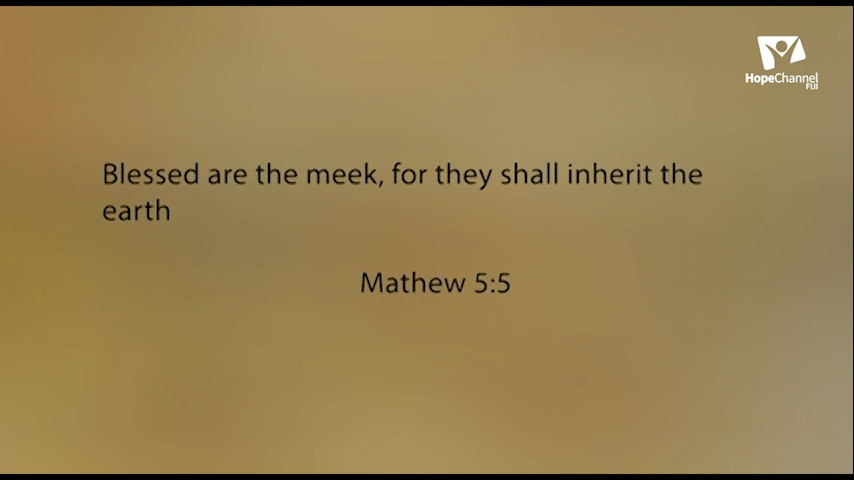 HopeChannel
FIJI
Blessed are the meek, for they shall inherit the
earth
Mathew 5:5